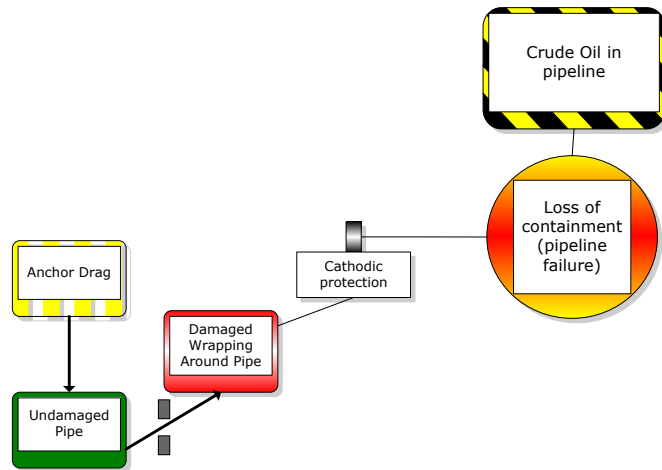 Crude Oil in
pipeline
Loss of
containment
(pipeline
failure)
Cathodic
protection
Anchor Drag
Damaged
Wrapping
Around Pipe
Undamaged
Pipe